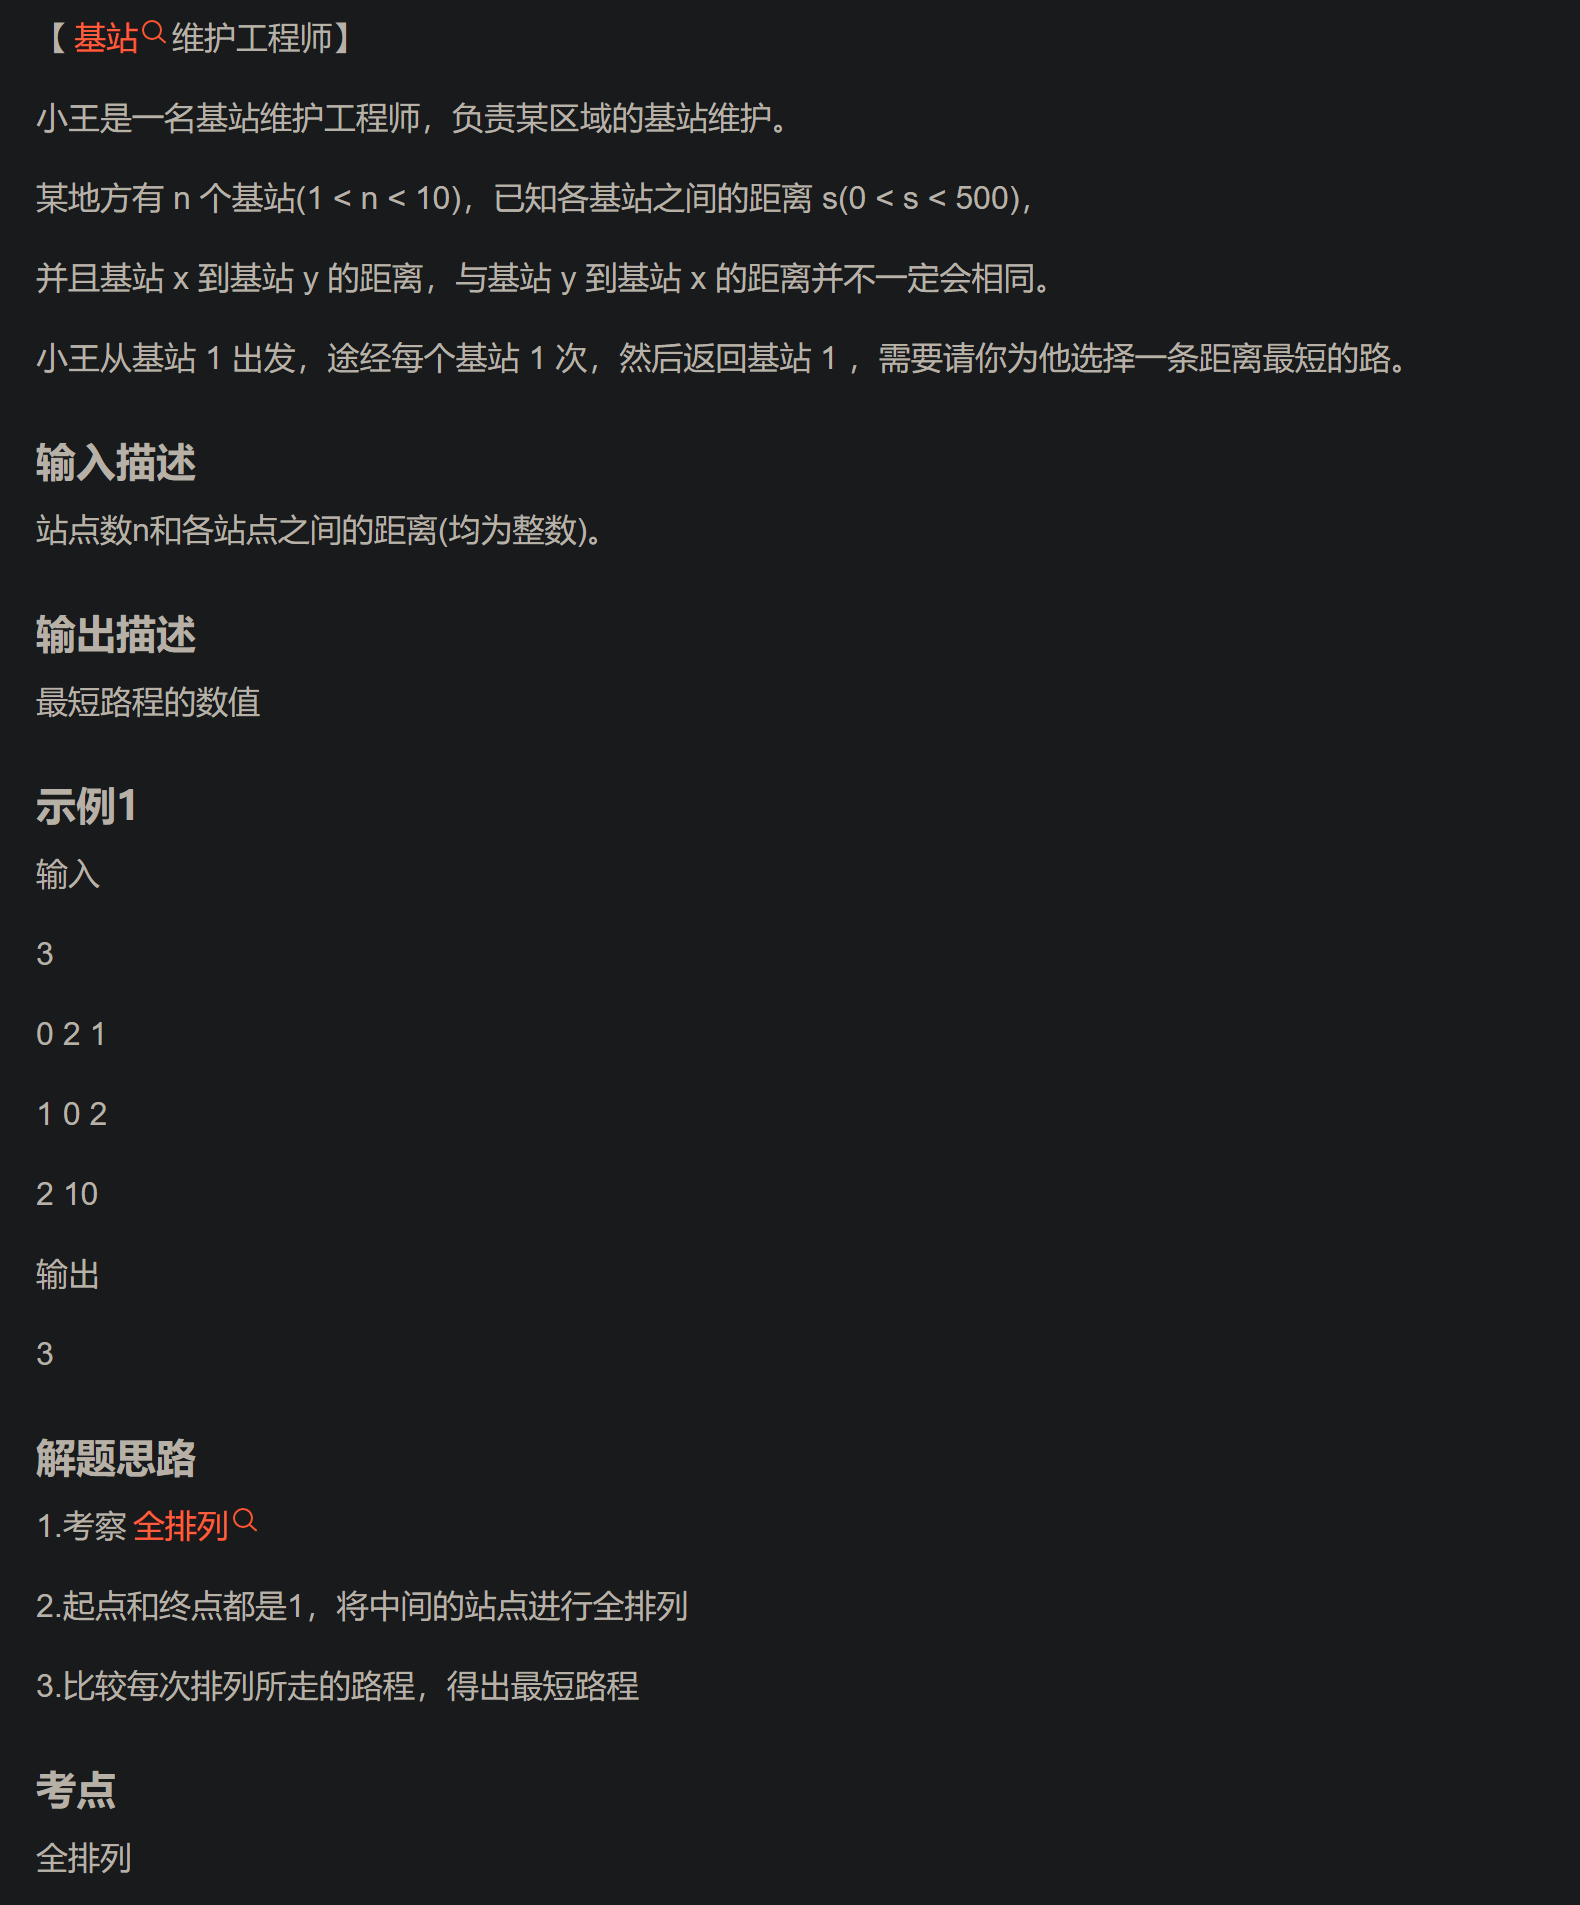 【 基站维护工程师】
小王是一名基站维护工程师，负责某区域的基站维护。
某地方有 n 个基站(1 < n < 10)，已知各基站之间的距离 s(0 < s < 500)，
并且基站 x 到基站 y 的距离，与基站 y 到基站 x 的距离并不一定会相同。
小王从基站 1 出发，途经每个基站 1 次，然后返回基站 1 ，需要请你为他选择一条距离最短的路。
输入描述
站点数n和各站点之间的距离(均为整数)。
输出描述
最短路程的数值
示例1
输入
3
0 2 1
1 0 2
2 10
输出
3
解题思路
1.考察 全排列
2.起点和终点都是1，将中间的站点进行全排列
3.比较每次排列所走的路程，得出最短路程
考点
全排列